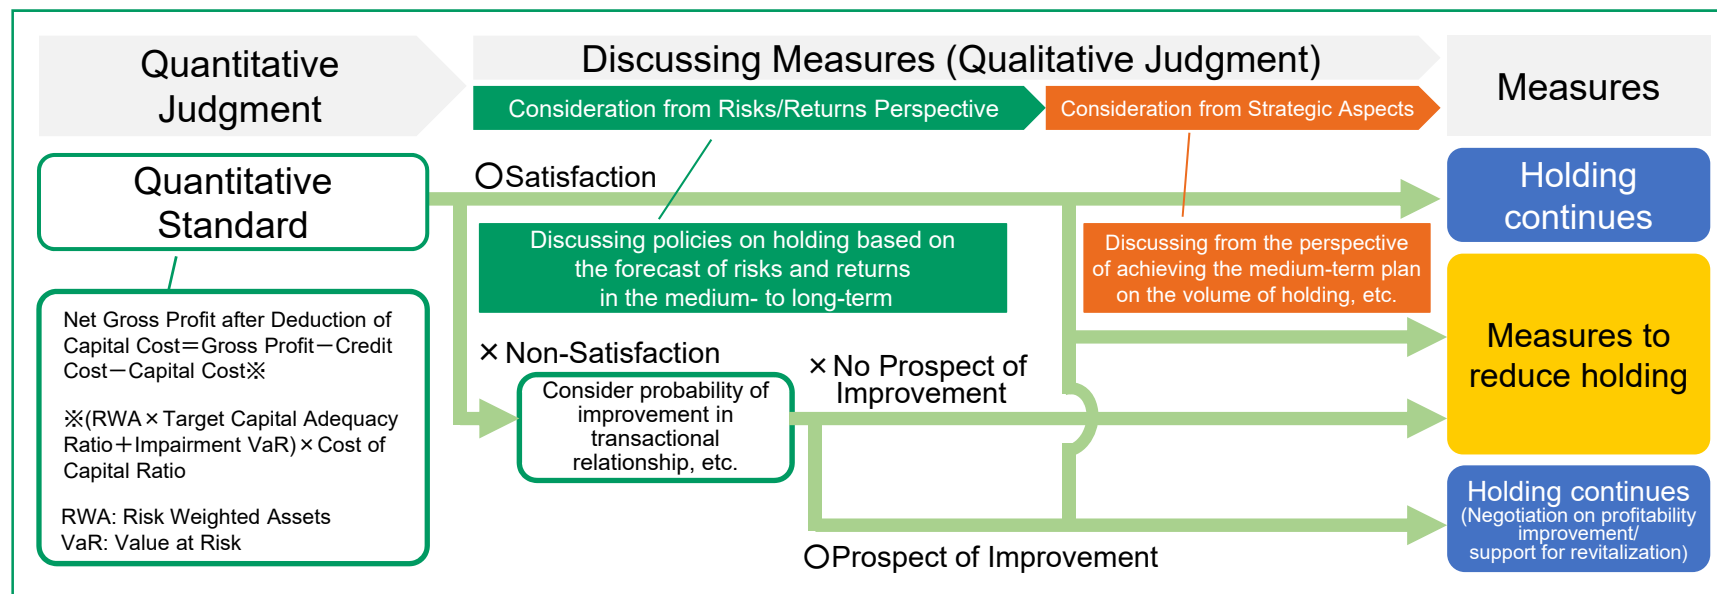 Quantitative
Judgment
Discussing Measures (Qualitative Judgment)
Consideration from Risks/Returns Perspective
Consideration from Strategic Aspects
Measures
Quantitative
Standard
○Satisfaction
Holding
continues
Discussing policies on holding based on
the forecast of risks and returns
in the medium- to long-term
Discussing from the perspective
of achieving the medium-term plan
on the volume of holding, etc.
Net Gross Profit after Deduction of
Capital Cost＝Gross Profit－Credit
Cost－Capital Cost※
※(RWA×Target Capital Adequacy
Ratio＋Impairment VaR)×Cost of
Capital Ratio
RWA: Risk Weighted Assets
VaR: Value at Risk
×Non-Satisfaction
Consider probability of
improvement in
transactional
relationship, etc.
×No Prospect of
Improvement
Measures to
reduce holding
○Prospect of Improvement
Holding continues
(Negotiation on profitability
improvement/
support for revitalization)